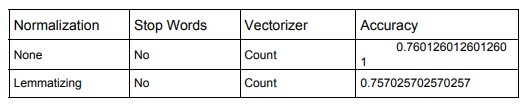 Normalization Stop Words Vectorizer Accuracy
None No Count 0.760126012601260
1
Lemmatizing No Count 0.757025702570257